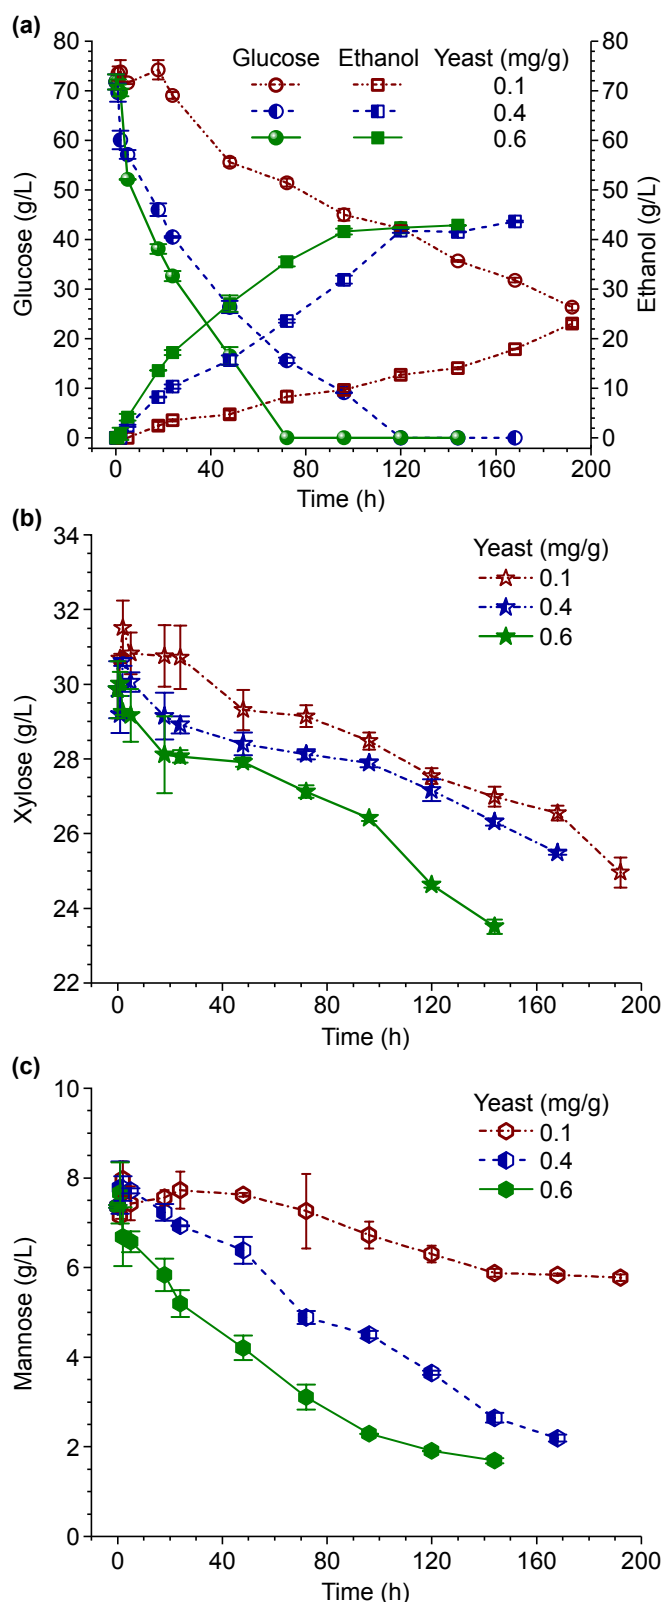 (a)
80
70
60
50
40
30
20
10
0
Glucose (g/L)
Glucose Ethanol Yeast (mg/g)
0.1
0.4
0.6
80
70
60
50
40
30
20
10
0
Ethanol (g/L)
0 40 80 120 160 200
Time (h)
(b)
34
32
30
28
26
24
22
Xylose (g/L)
Yeast (mg/g)
0.1
0.4
0.6
0 40 80 120 160 200
Time (h)
(c)
10
8
6
4
2
0
Mannose (g/L)
Yeast (mg/g)
0.1
0.4
0.6
0 40 80 120 160 200
Time (h)